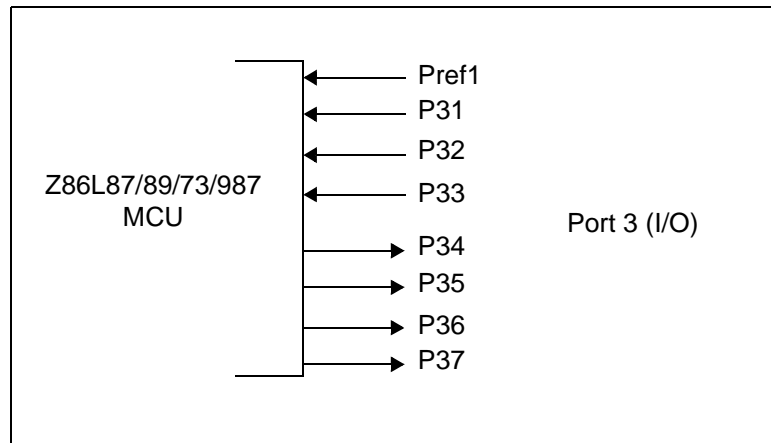 Pref1
P31
P32
P33
Z86L87/89/73/987
MCU
Port 3 (I/O)
P34
P35
P36
P37